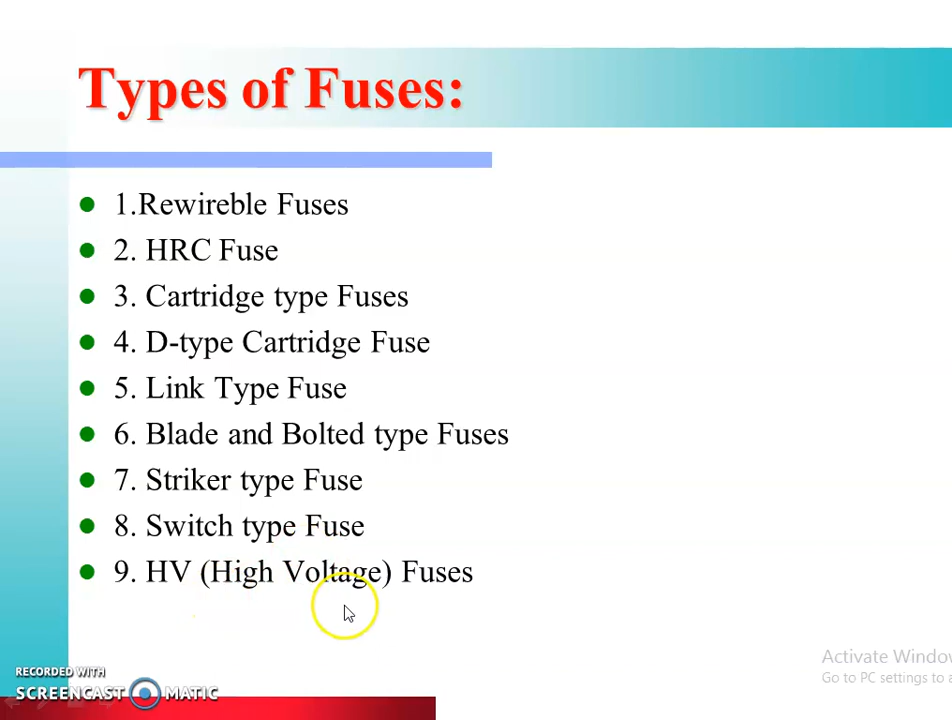 Types of Fuses:
1.Rewireble Fuses
2. HRC Fuse
3. Cartridge type Fuses
4. D-type Cartridge Fuse
5. Link Type Fuse
6. Blade and Bolted type Fuses
7. Striker type Fuse
8. Switch type Fuse
9. HV (High Voltage) Fuses
Activate Window
Go to PC settings to a
RECORDED WITH
SCREENCAST MATIC